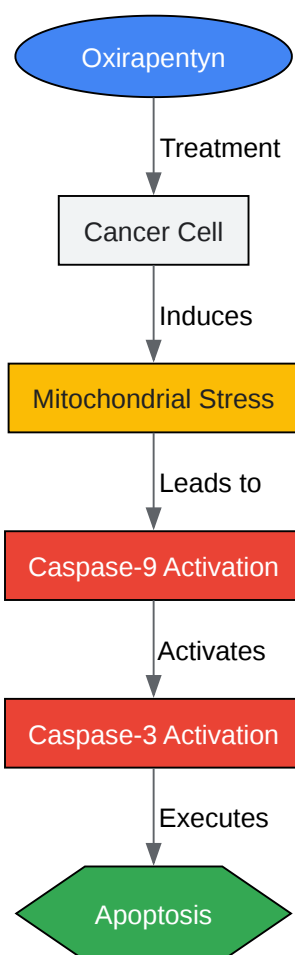 Oxirapentyn
Treatment
Cancer Cell
Induces
Mitochondrial Stress
Leads to
Caspase-9 Activation
Activates
Caspase-3 Activation
Executes
Apoptosis